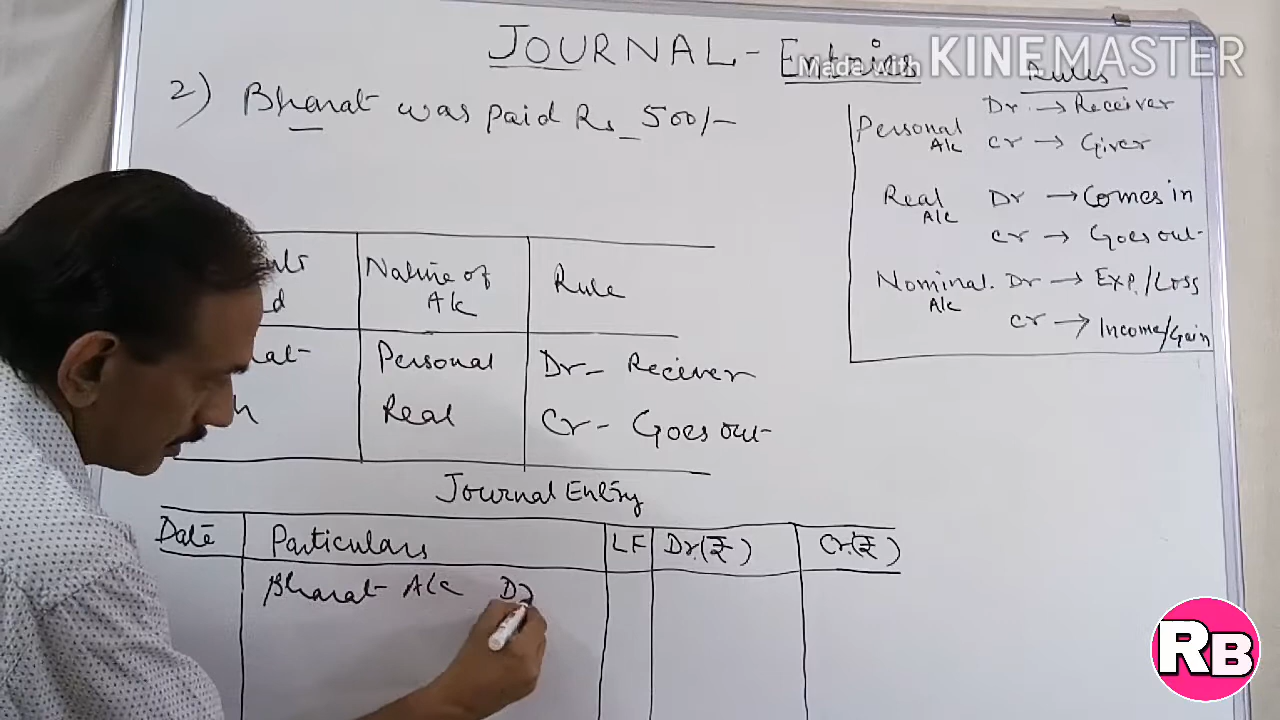 JOURNAL - Entries
Made with KINEMASTER
2) Bharat was paid Rs 500/-
Rules
Personal A/c Dr. → Receiver
Cr → Giver
Real A/c Dr → Comes in
Cr → Goes out
Nominal. A/c Dr → Exp./Loss
Cr → Income/Gain
Nature of A/c Rule
Personal Dr - Reciever
Real Cr - Goes out
Journal Entry
Date Particulars LF Dr.(₹) Cr.(₹)
Bharat A/c Dr
RB